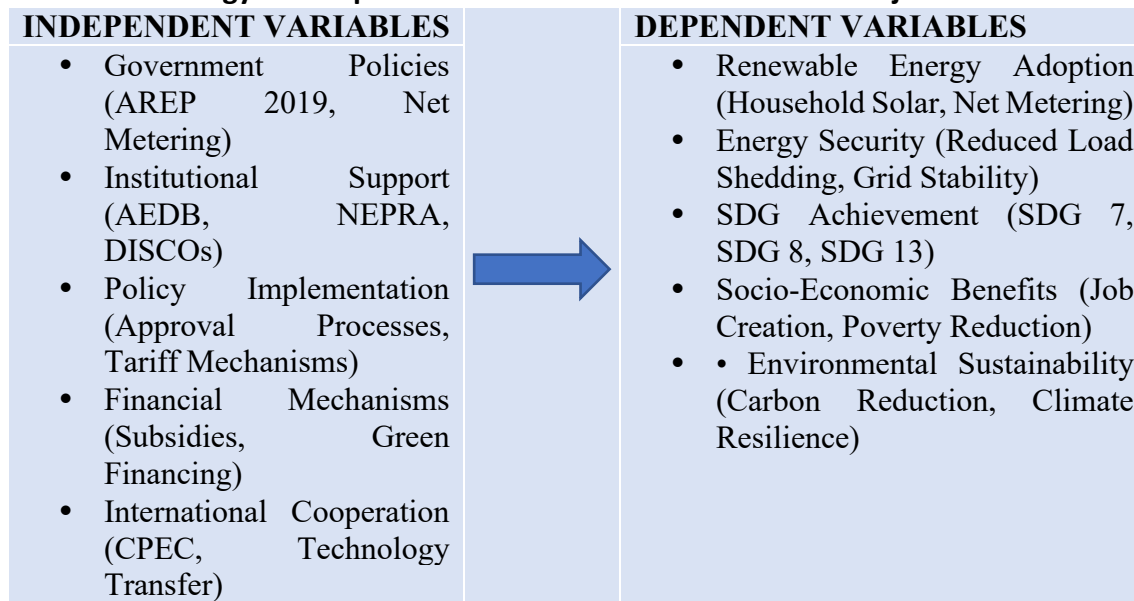 INDEPENDENT VARIABLES
• Government Policies
(AREP 2019, Net
Metering)
• Institutional Support
(AEDB, NEPRA,
DISCOs)
• Policy Implementation
(Approval Processes,
Tariff Mechanisms)
• Financial Mechanisms
(Subsidies, Green
Financing)
• International Cooperation
(CPEC, Technology
Transfer)
DEPENDENT VARIABLES
• Renewable Energy Adoption
(Household Solar, Net Metering)
• Energy Security (Reduced Load
Shedding, Grid Stability)
• SDG Achievement (SDG 7,
SDG 8, SDG 13)
• Socio-Economic Benefits (Job
Creation, Poverty Reduction)
• • Environmental Sustainability
(Carbon Reduction, Climate
Resilience)